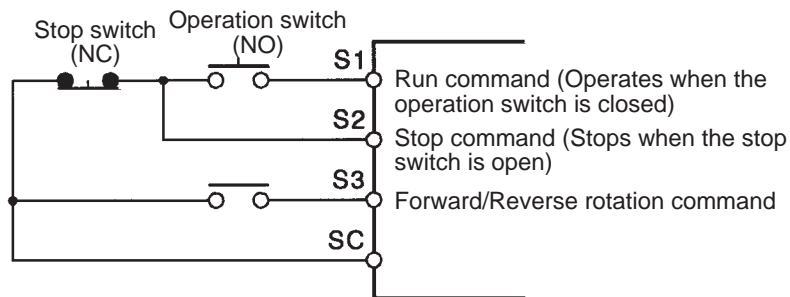 Stop switch
(NC)
Operation switch
(NO)
S1
Run command (Operates when the
operation switch is closed)
S2
Stop command (Stops when the stop
switch is open)
S3
Forward/Reverse rotation command
SC